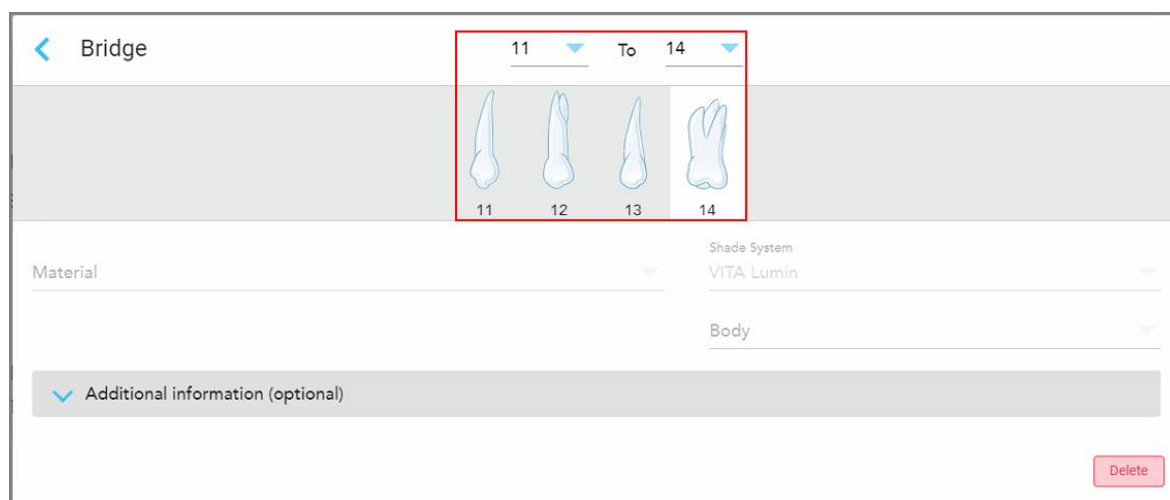 Bridge 11 To 14
11 12 13 14
Shade System
Material VITA Lumin
Body
Additional information (optional)
Delete